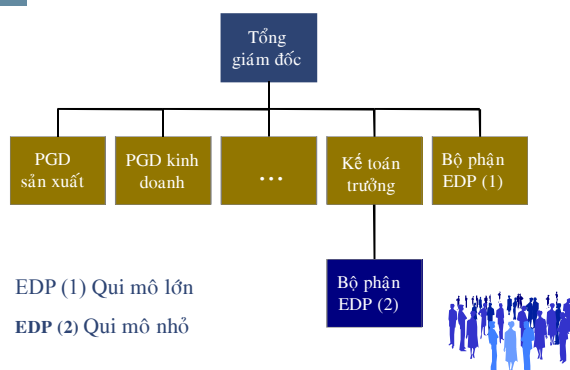 Tổng
giám đốc
PGD
sản xuất
PGD kinh
doanh
...
Kế toán
trưởng
Bộ phận
EDP (1)
Bộ phận
EDP (2)
EDP (1) Qui mô lớn
EDP (2) Qui mô nhỏ